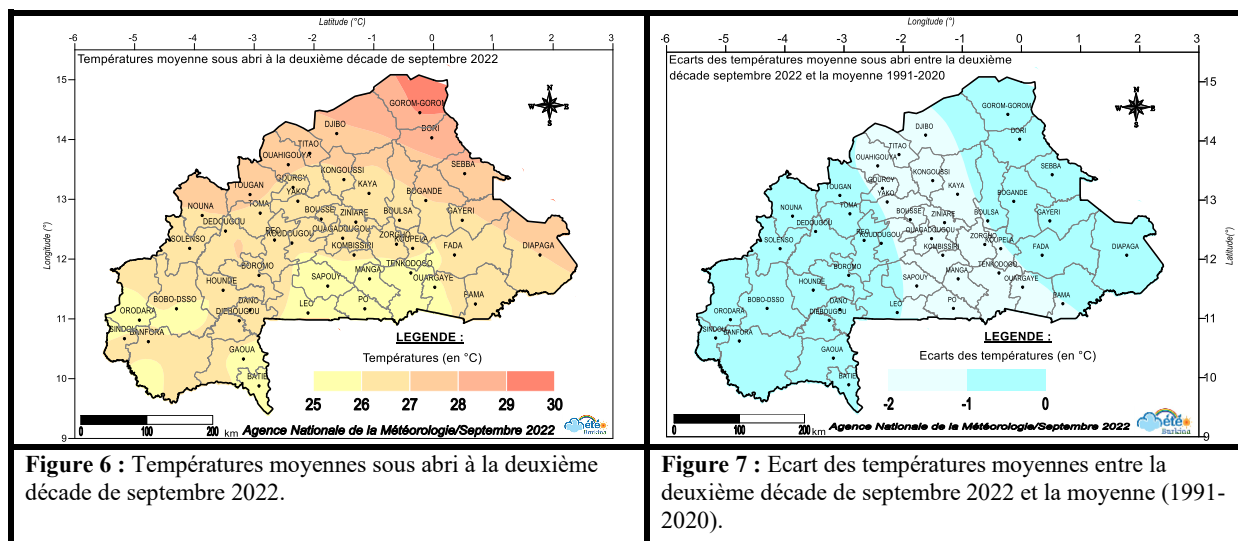 Latitude (°C)
-6 -5 -4 -3 -2 -1 0 1 2 3
Températures moyenne sous abri à la deuxième décade de septembre 2022
15
14
13
12
11
10
9
Longitude (°)
N
W E
S
GOROM-GOROM
DJIBO
DORI
TITAO
OUAHIGOUYA
KONGOUSSI
SEBBA
TOUGAN
GOURCY
YAKO
KAYA
BOGANDE
NOUNA
TOMA
DEDOUGOU
BOUSSE
ZINIARE
BOULSA
GAYERI
SOLENSO
REO
KOUDOUGOU
OUAGADOUGOU
ZORGHO
KOUPELA
KOMBISSIRI
FADA
DIAPAGA
BOROMO
SAPOUY
MANGA
TENKODOGO
OUARGAYE
HOUNDE
BOBO-DSSO
DANO
LEO
PO
PAMA
ORODARA
DIEBOUGOU
SINDOU
BANFORA
GAOUA
BATIE
LEGENDE :
Températures (en °C)
25 26 27 28 29 30
0 100 200 km
Agence Nationale de la Météorologie/Septembre 2022
été
Burkina
Figure 6 : Températures moyennes sous abri à la deuxième
décade de septembre 2022.
Longitude (°)
-6 -5 -4 -3 -2 -1 0 1 2 3
Ecarts des températures moyenne sous abri entre la deuxième
décade septembre 2022 et la moyenne 1991-2020
15
14
13
12
11
10
9
Latitude(°)
N
W E
S
GOROM-GOROM
DJIBO
DORI
TITAO
OUAHIGOUYA
KONGOUSSI
SEBBA
TOUGAN
GOURCY
YAKO
KAYA
BOGANDE
NOUNA
TOMA
DEDOUGOU
BOUSSE
ZINIARE
BOULSA
GAYERI
SOLENSO
REO
KOUDOUGOU
OUAGADOUGOU
ZORGHO
KOUPELA
KOMBISSIRI
FADA
DIAPAGA
BOROMO
SAPOUY
MANGA
TENKODOGO
OUARGAYE
HOUNDE
BOBO-DSSO
DANO
LEO
PO
PAMA
ORODARA
DIEBOUGOU
SINDOU
BANFORA
GAOUA
BATIE
LEGENDE :
Ecarts des températures (en °C)
-2 -1 0
0 100 200 km
Agence Nationale de la Météorologie/Septembre 2022
été
Burkina
Figure 7 : Ecart des températures moyennes entre la
deuxième décade de septembre 2022 et la moyenne (1991-
2020).